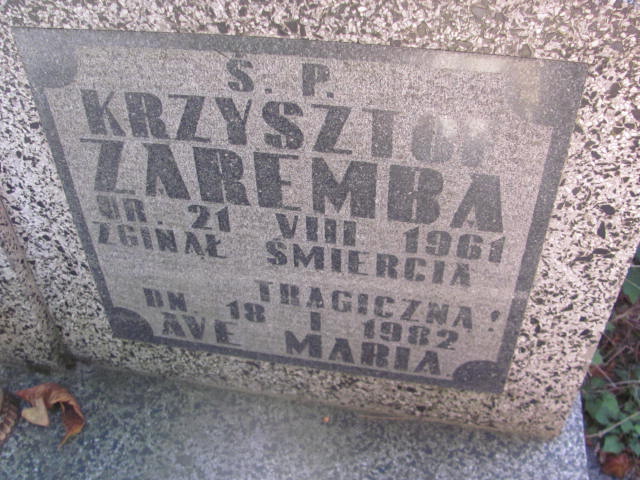 Ś. P.
KRZYSZTOF
ZAREMBA
UR. 21 VIII. 1961
ZGINĄŁ ŚMIERCIĄ
TRAGICZNĄ!
DN 18 I 1982
AVE MARIA